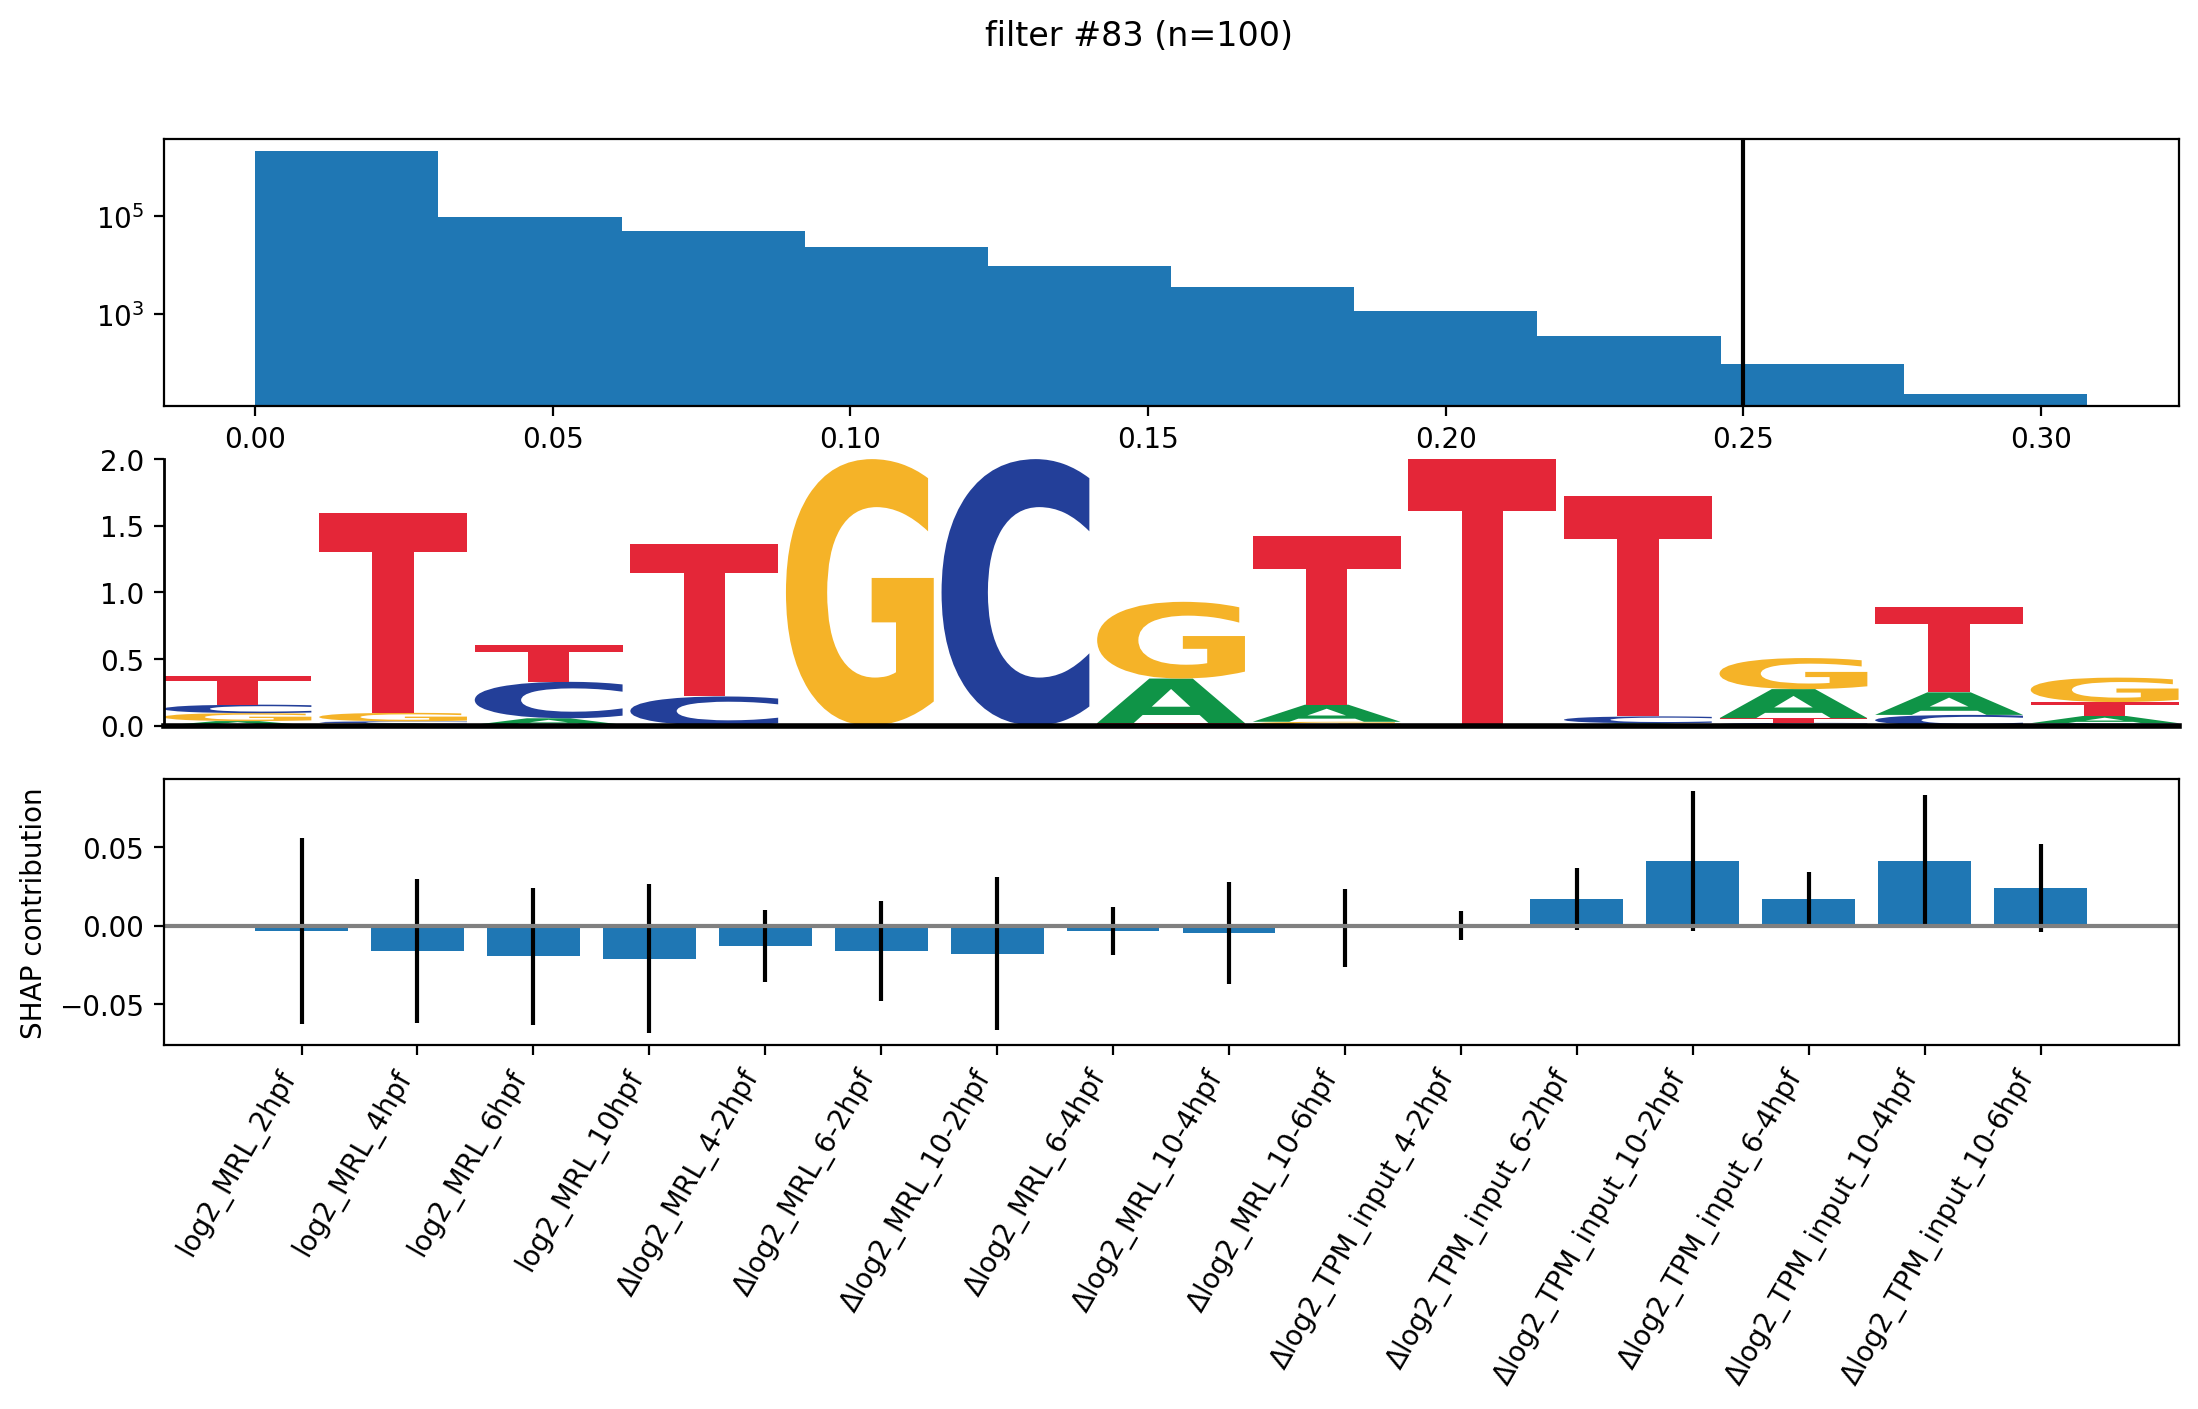 filter #83 (n=100)
10^5
10^3
0.00 0.05 0.10 0.15 0.20 0.25 0.30
2.0
1.5
1.0
0.5
0.0
T T T T G C G T T T G T G
SHAP contribution
0.05
0.00
−0.05
log2_MRL_2hpf
log2_MRL_4hpf
log2_MRL_6hpf
log2_MRL_10hpf
Δlog2_MRL_4-2hpf
Δlog2_MRL_6-2hpf
Δlog2_MRL_10-2hpf
Δlog2_MRL_6-4hpf
Δlog2_MRL_10-4hpf
Δlog2_MRL_10-6hpf
Δlog2_TPM_input_4-2hpf
Δlog2_TPM_input_6-2hpf
Δlog2_TPM_input_10-2hpf
Δlog2_TPM_input_6-4hpf
Δlog2_TPM_input_10-4hpf
Δlog2_TPM_input_10-6hpf